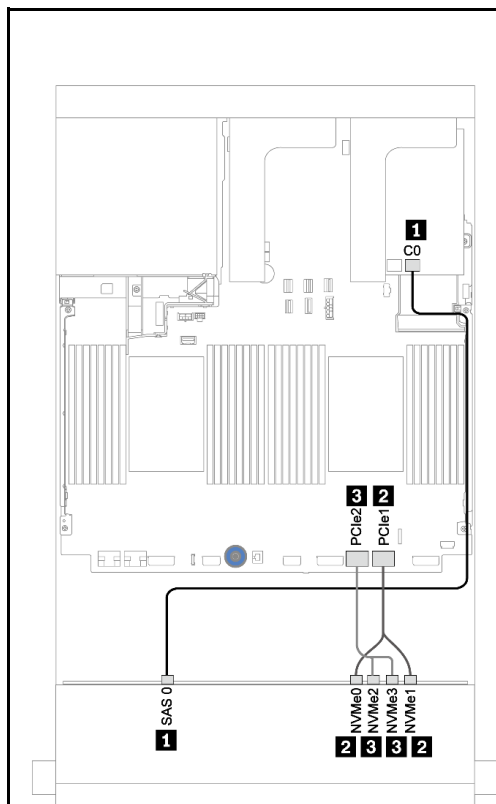 1
C0
3 2
PCIe2
PCIe1
SAS 0
NVMe0
NVMe2
NVMe3
NVMe1
1
2 3 3 2